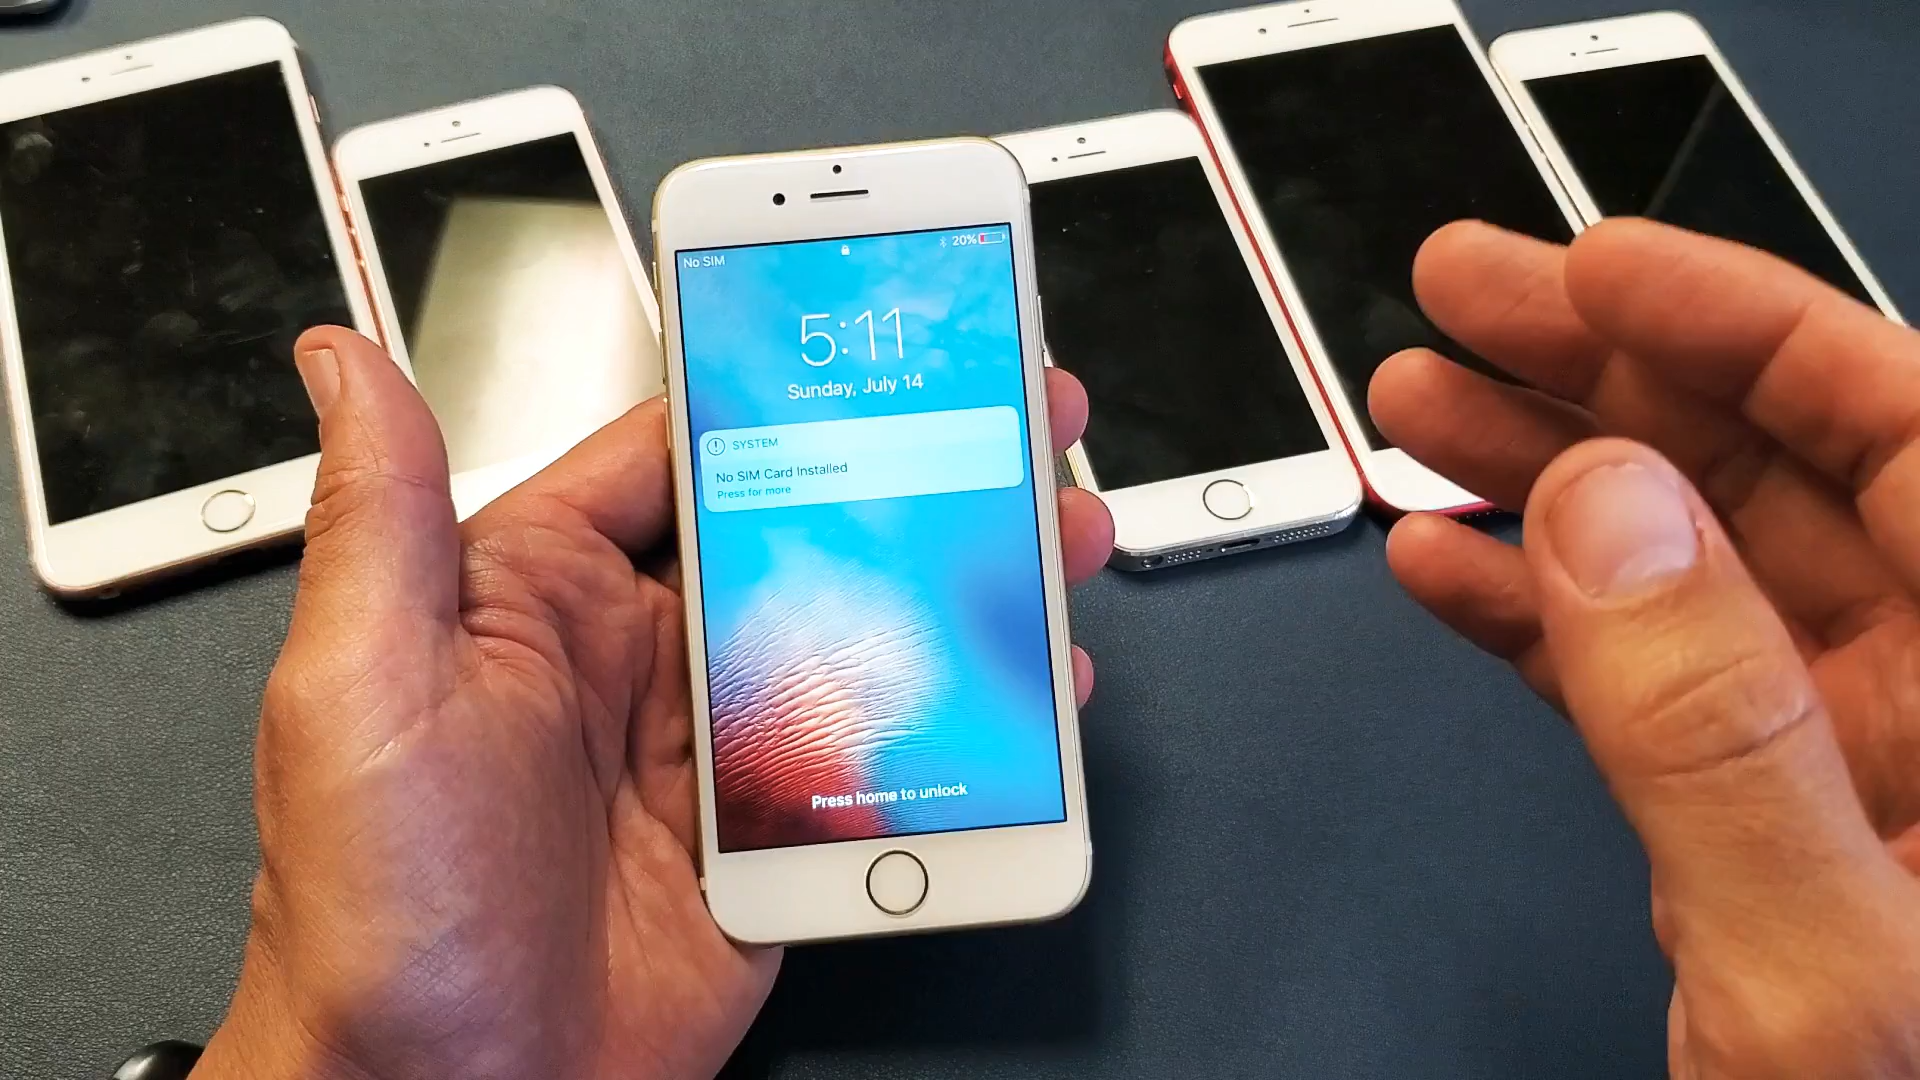 No SIM
20%
5:11
Sunday, July 14
SYSTEM
No SIM Card Installed
Press for more
Press home to unlock